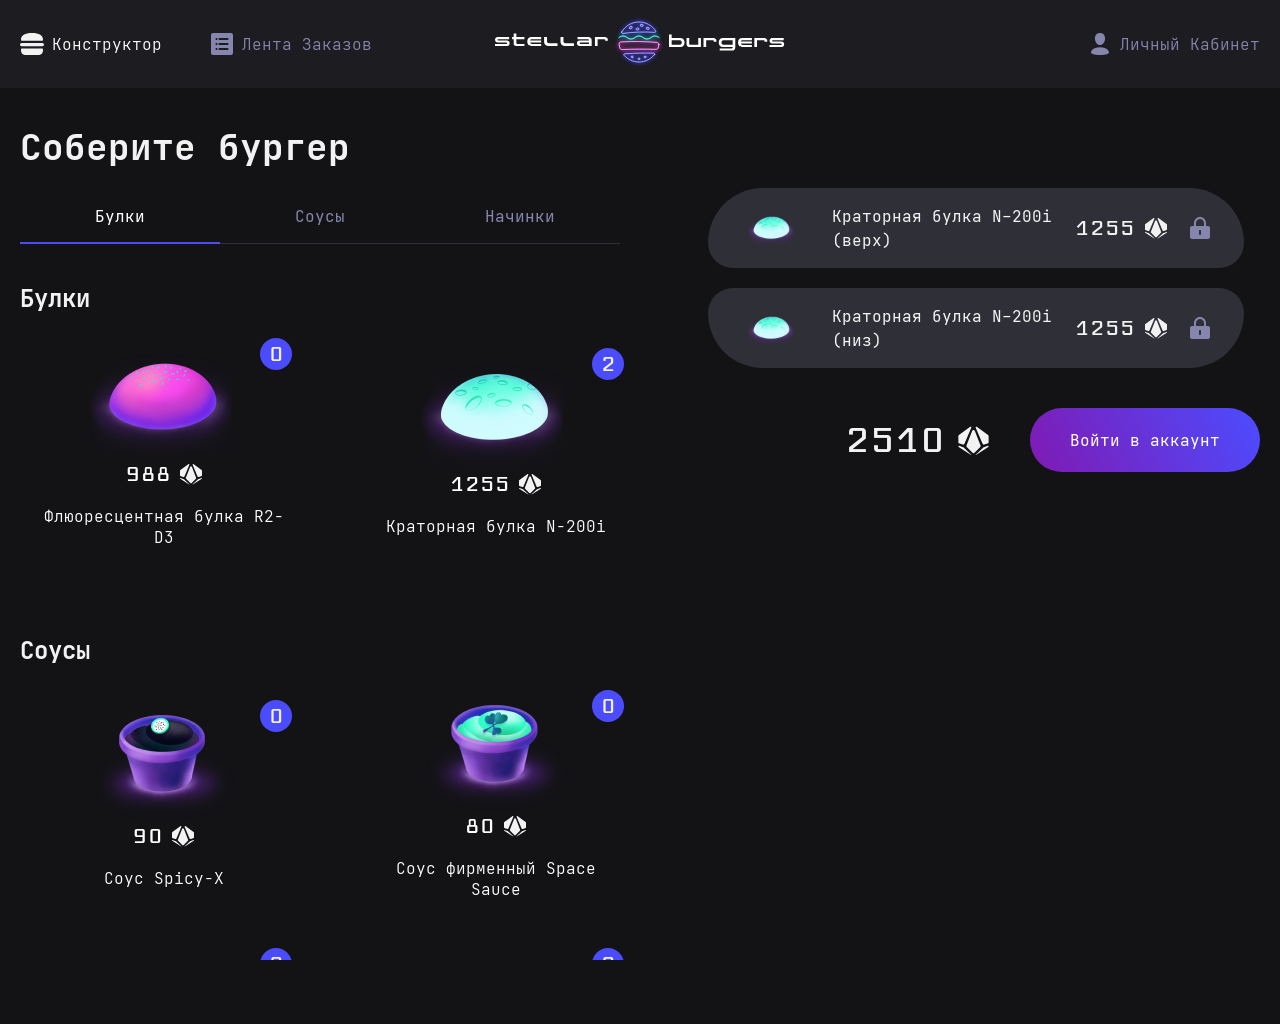 Конструктор
Лента Заказов
stellar burgers
Личный Кабинет
Соберите бургер
Булки
Соусы
Начинки
Краторная булка N-200i
(верх)
1255
Краторная булка N-200i
(низ)
1255
2510
Войти в аккаунт
Булки
0
988
Флюоресцентная булка R2-
D3
2
1255
Краторная булка N-200i
Соусы
0
90
Соус Spicy-X
0
80
Соус фирменный Space
Sauce